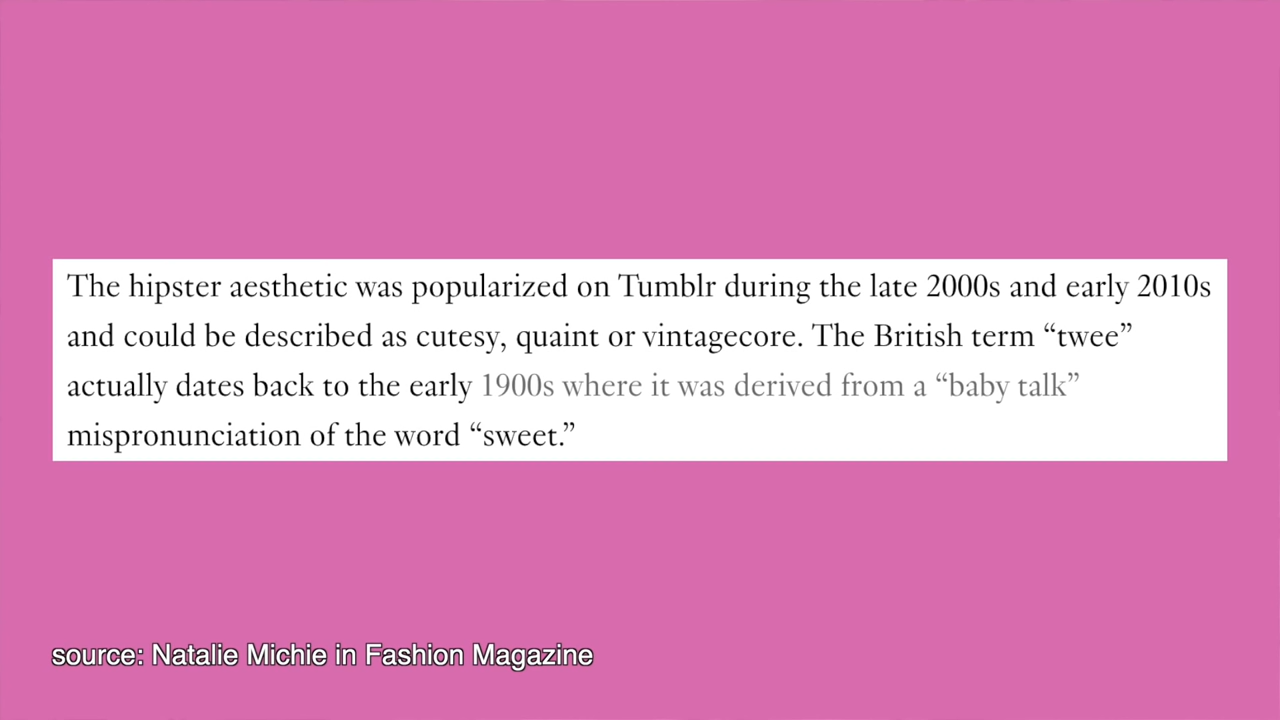 The hipster aesthetic was popularized on Tumblr during the late 2000s and early 2010s
and could be described as cutesy, quaint or vintagecore. The British term “twee”
actually dates back to the early 1900s where it was derived from a “baby talk”
mispronunciation of the word “sweet.”
source: Natalie Michie in Fashion Magazine